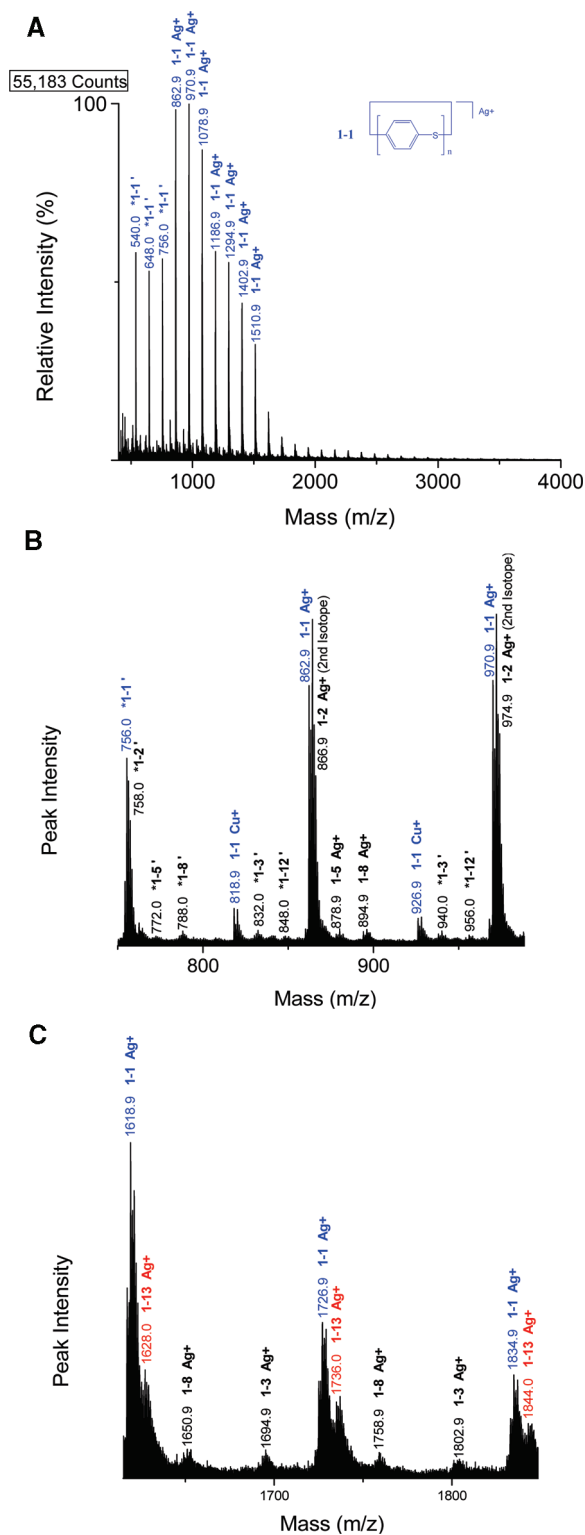 A
55,183 Counts
100
Relative Intensity (%)
540.0 *1-1 '
648.0 *1-1 '
756.0 *1-1 '
862.9 1-1 Ag+
970.9 1-1 Ag+
1078.9 1-1 Ag+
1186.9 1-1 Ag+
1294.9 1-1 Ag+
1402.9 1-1 Ag+
1510.9 1-1 Ag+
1-1
S
n
Ag+
1000
2000
3000
4000
Mass (m/z)
B
Peak Intensity
756.0 *1-1 '
758.0 *1-2 '
772.0 *1-5 '
788.0 *1-8 '
818.9 1-1 Cu+
832.0 *1-3 '
848.0 *1-12 '
862.9 1-1 Ag+
866.9 1-2 Ag+ (2nd Isotope)
878.9 1-5 Ag+
894.9 1-8 Ag+
926.9 1-1 Cu+
940.0 *1-3 '
956.0 *1-12 '
970.9 1-1 Ag+
974.9 1-2 Ag+ (2nd Isotope)
800
900
Mass (m/z)
C
Peak Intensity
1618.9 1-1 Ag+
1628.0 1-13 Ag+
1650.9 1-8 Ag+
1694.9 1-3 Ag+
1726.9 1-1 Ag+
1736.0 1-13 Ag+
1758.9 1-8 Ag+
1802.9 1-3 Ag+
1834.9 1-1 Ag+
1844.0 1-13 Ag+
1700
1800
Mass (m/z)